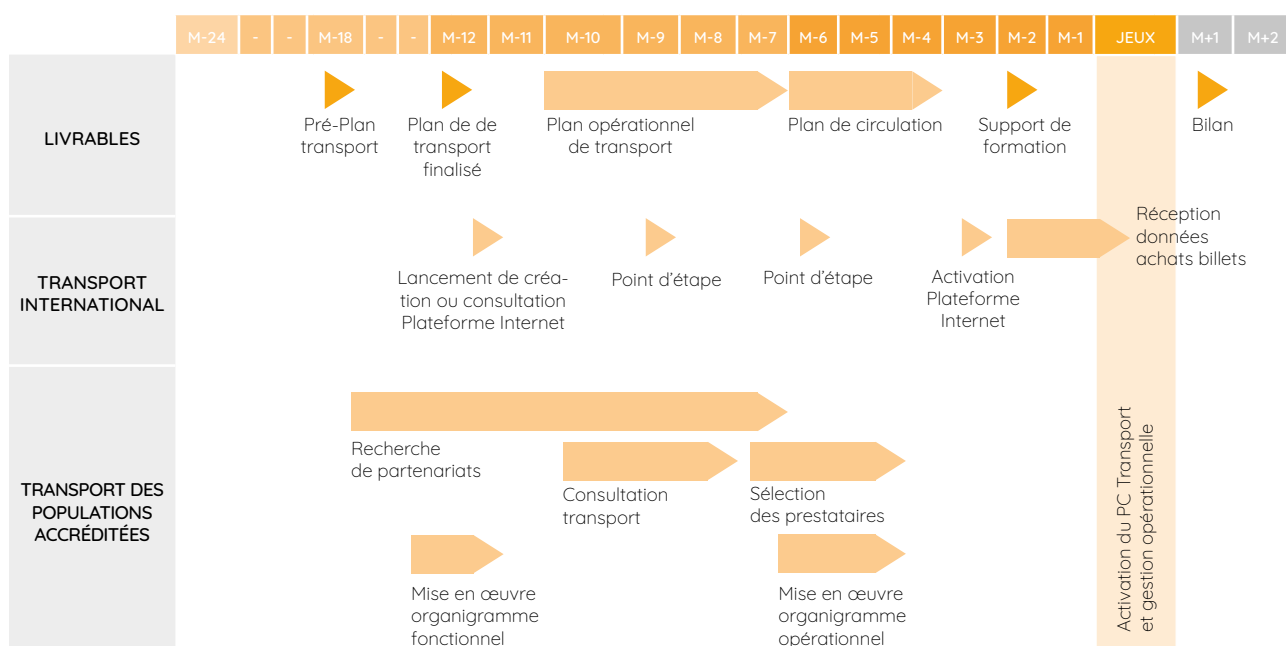 M-24 - - M-18 - - M-12 M-11 M-10 M-9 M-8 M-7 M-6 M-5 M-4 M-3 M-2 M-1 JEUX M+1 M+2
LIVRABLES
Pré-Plan
transport
Plan de de
transport
finalisé
Plan opérationnel
de transport
Plan de circulation
Support de
formation
Bilan
TRANSPORT
INTERNATIONAL
Lancement de créa-
tion ou consultation
Plateforme Internet
Point d'étape
Point d'étape
Activation
Plateforme
Internet
Réception
données
achats billets
TRANSPORT DES
POPULATIONS
ACCRÉDITÉES
Recherche
de partenariats
Consultation
transport
Sélection
des prestataires
Mise en œuvre
organigramme
fonctionnel
Mise en œuvre
organigramme
opérationnel
Activation du PC Transport
et gestion opérationnelle